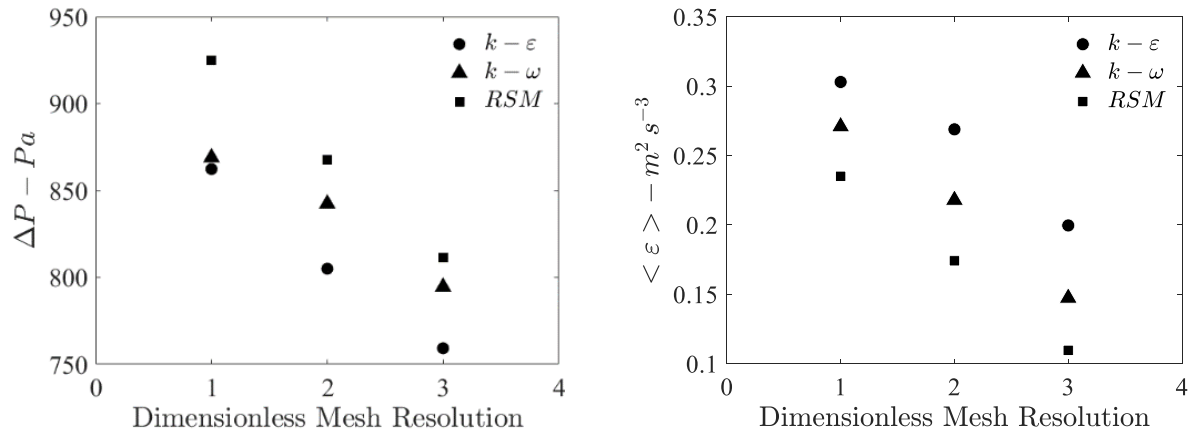 950
900
850
800
750
ΔP − Pa
0 1 2 3 4
Dimensionless Mesh Resolution
k − ε
k − ω
RSM
0.35
0.3
0.25
0.2
0.15
0.1
< ε > − m² s⁻³
0 1 2 3 4
Dimensionless Mesh Resolution
k − ε
k − ω
RSM